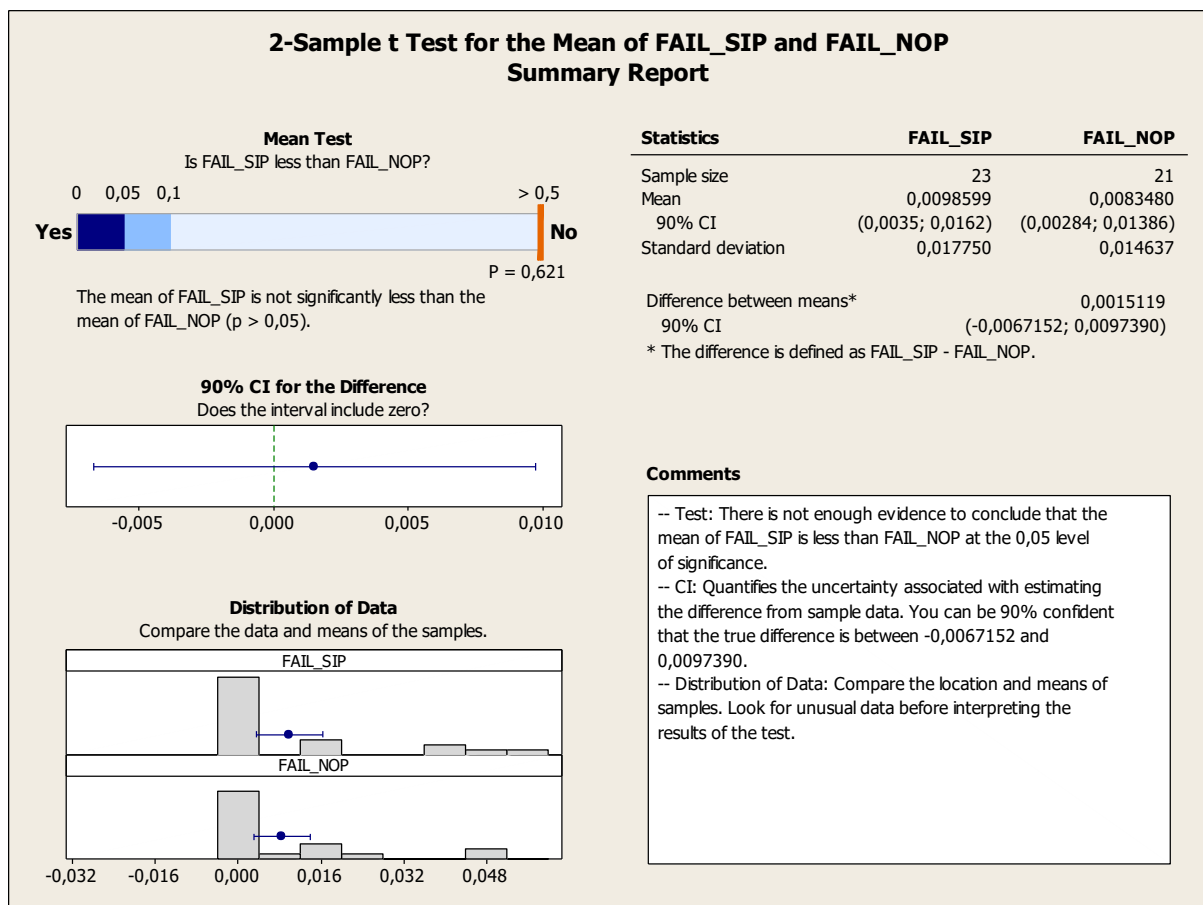 2-Sample t Test for the Mean of FAIL_SIP and FAIL_NOP
Summary Report
Mean Test
Is FAIL_SIP less than FAIL_NOP?
0 0,05 0,1 > 0,5
Yes No
P = 0,621
The mean of FAIL_SIP is not significantly less than the
mean of FAIL_NOP (p > 0,05).
90% CI for the Difference
Does the interval include zero?
-0,005 0,000 0,005 0,010
Distribution of Data
Compare the data and means of the samples.
FAIL_SIP
FAIL_NOP
-0,032 -0,016 0,000 0,016 0,032 0,048
Statistics FAIL_SIP FAIL_NOP
Sample size 23 21
Mean 0,0098599 0,0083480
90% CI (0,0035; 0,0162) (0,00284; 0,01386)
Standard deviation 0,017750 0,014637
Difference between means* 0,0015119
90% CI (-0,0067152; 0,0097390)
* The difference is defined as FAIL_SIP - FAIL_NOP.
Comments
-- Test: There is not enough evidence to conclude that the
mean of FAIL_SIP is less than FAIL_NOP at the 0,05 level
of significance.
-- CI: Quantifies the uncertainty associated with estimating
the difference from sample data. You can be 90% confident
that the true difference is between -0,0067152 and
0,0097390.
-- Distribution of Data: Compare the location and means of
samples. Look for unusual data before interpreting the
results of the test.